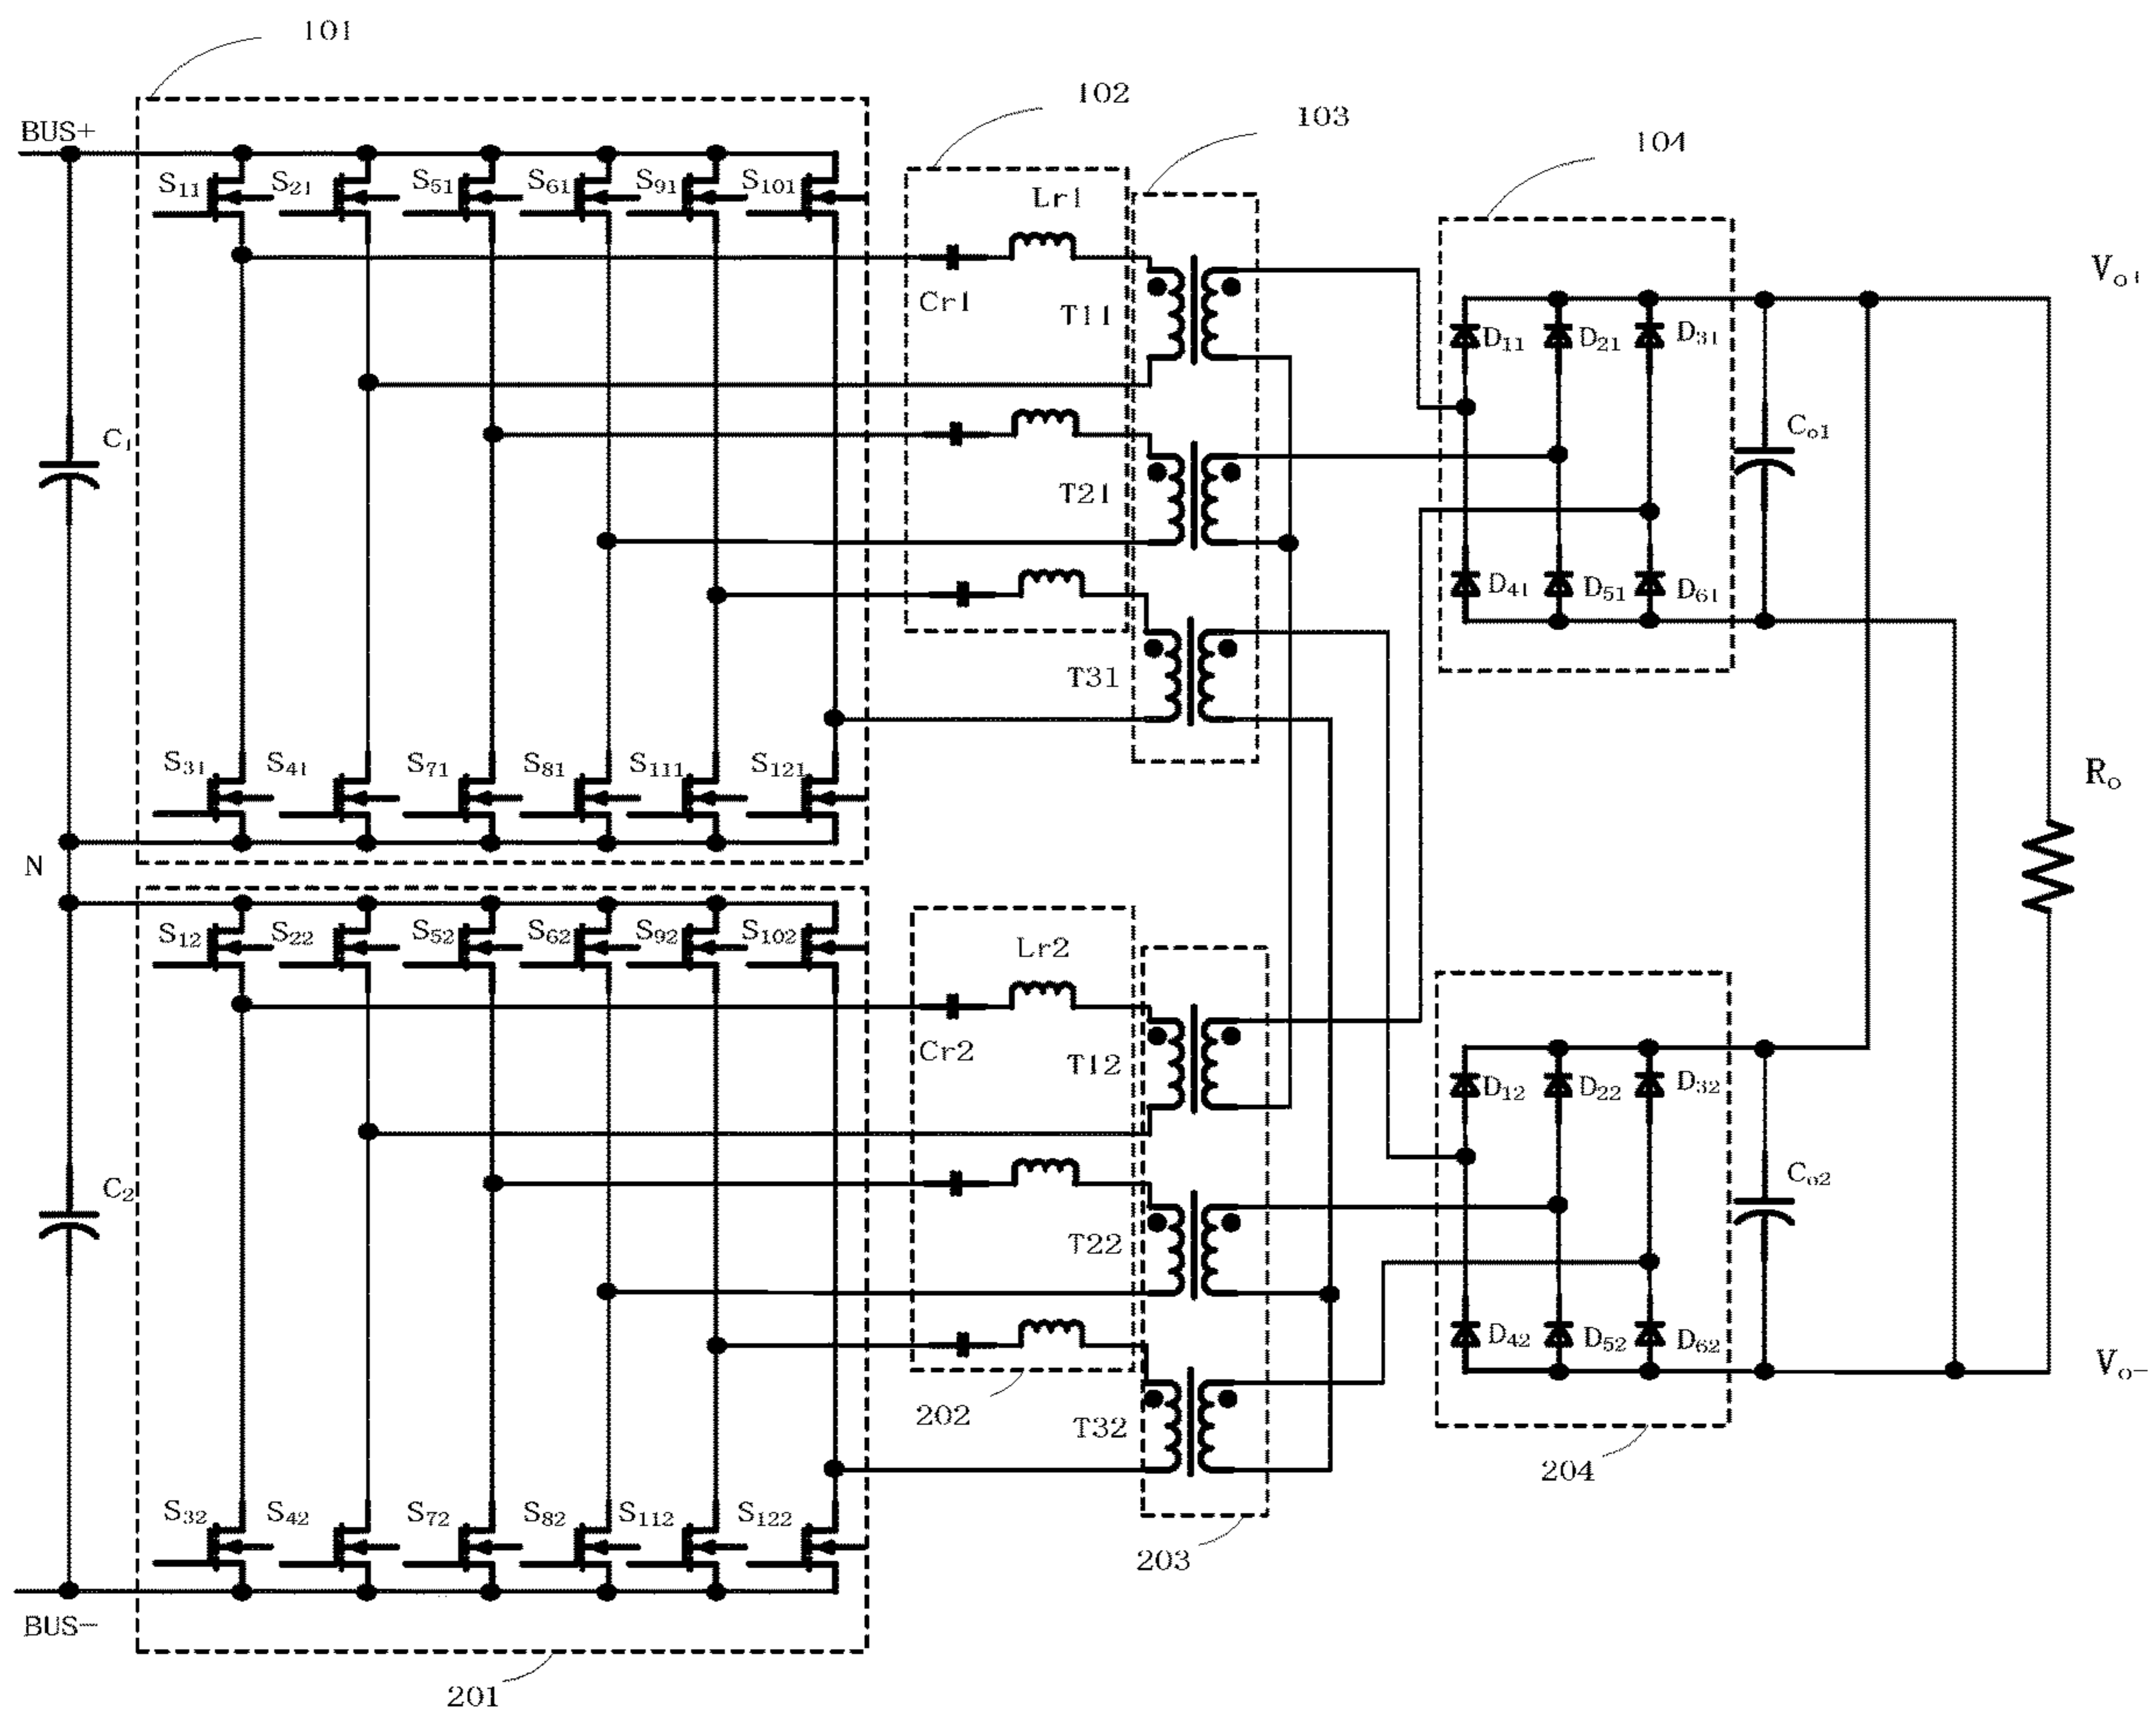 101
102
103
104
BUS+
S11 S21 S51 S61 S91 S101
Lr1
Cr1
T11
D11 D21 D31
C1
Co1
T21
D41 D51 D61
T31
S31 S41 S71 S81 S111 S121
Ro
N
S12 S22 S52 S62 S92 S102
Lr2
Cr2
T12
D12 D22 D32
C2
Co2
T22
D42 D52 D62
Vo-
202
T32
204
S32 S42 S72 S82 S112 S122
203
BUS-
201